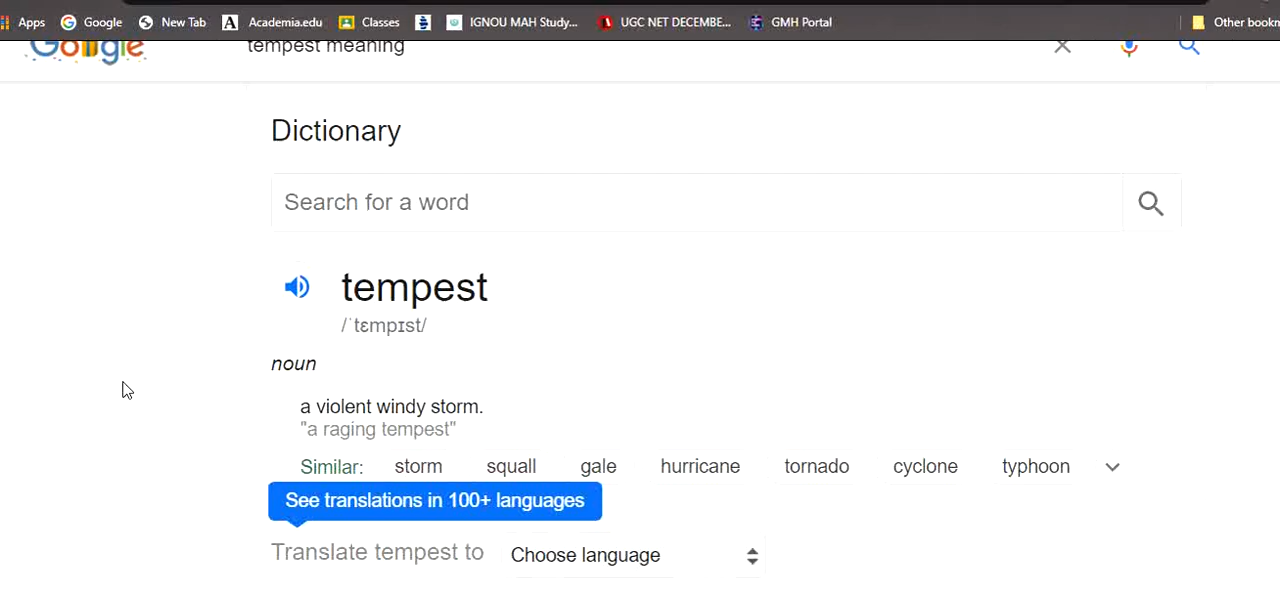 Apps Google New Tab A Academia.edu Classes IGNOU MAH Study... UGC NET DECEMBE... GMH Portal Other bookm
Google tempest meaning
Dictionary
Search for a word
tempest
/ˈtɛmpɪst/
noun
a violent windy storm.
"a raging tempest"
Similar: storm squall gale hurricane tornado cyclone typhoon
See translations in 100+ languages
Translate tempest to Choose language